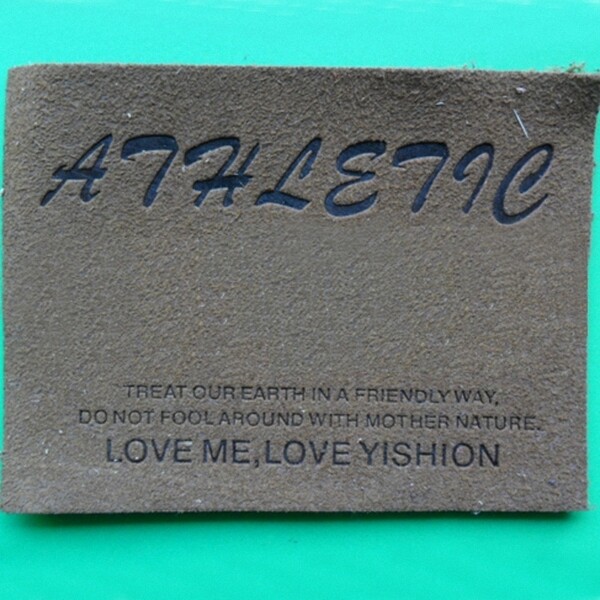 ATHLETIC
TREAT OUR EARTH IN A FRIENDLY WAY,
DO NOT FOOL AROUND WITH MOTHER NATURE.
LOVE ME,LOVE YISHION